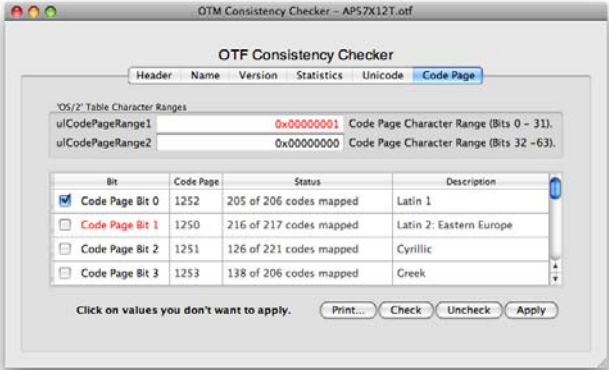 OTM Consistency Checker – AP57X12T.otf
OTF Consistency Checker
Header Name Version Statistics Unicode Code Page
'OS/2' Table Character Ranges
ulCodePageRange1 0x00000001 Code Page Character Range (Bits 0 – 31).
ulCodePageRange2 0x00000000 Code Page Character Range (Bits 32 –63).
Bit Code Page Status Description
Code Page Bit 0 1252 205 of 206 codes mapped Latin 1
Code Page Bit 1 1250 216 of 217 codes mapped Latin 2: Eastern Europe
Code Page Bit 2 1251 126 of 221 codes mapped Cyrillic
Code Page Bit 3 1253 138 of 206 codes mapped Greek
Click on values you don't want to apply. Print... Check Uncheck Apply